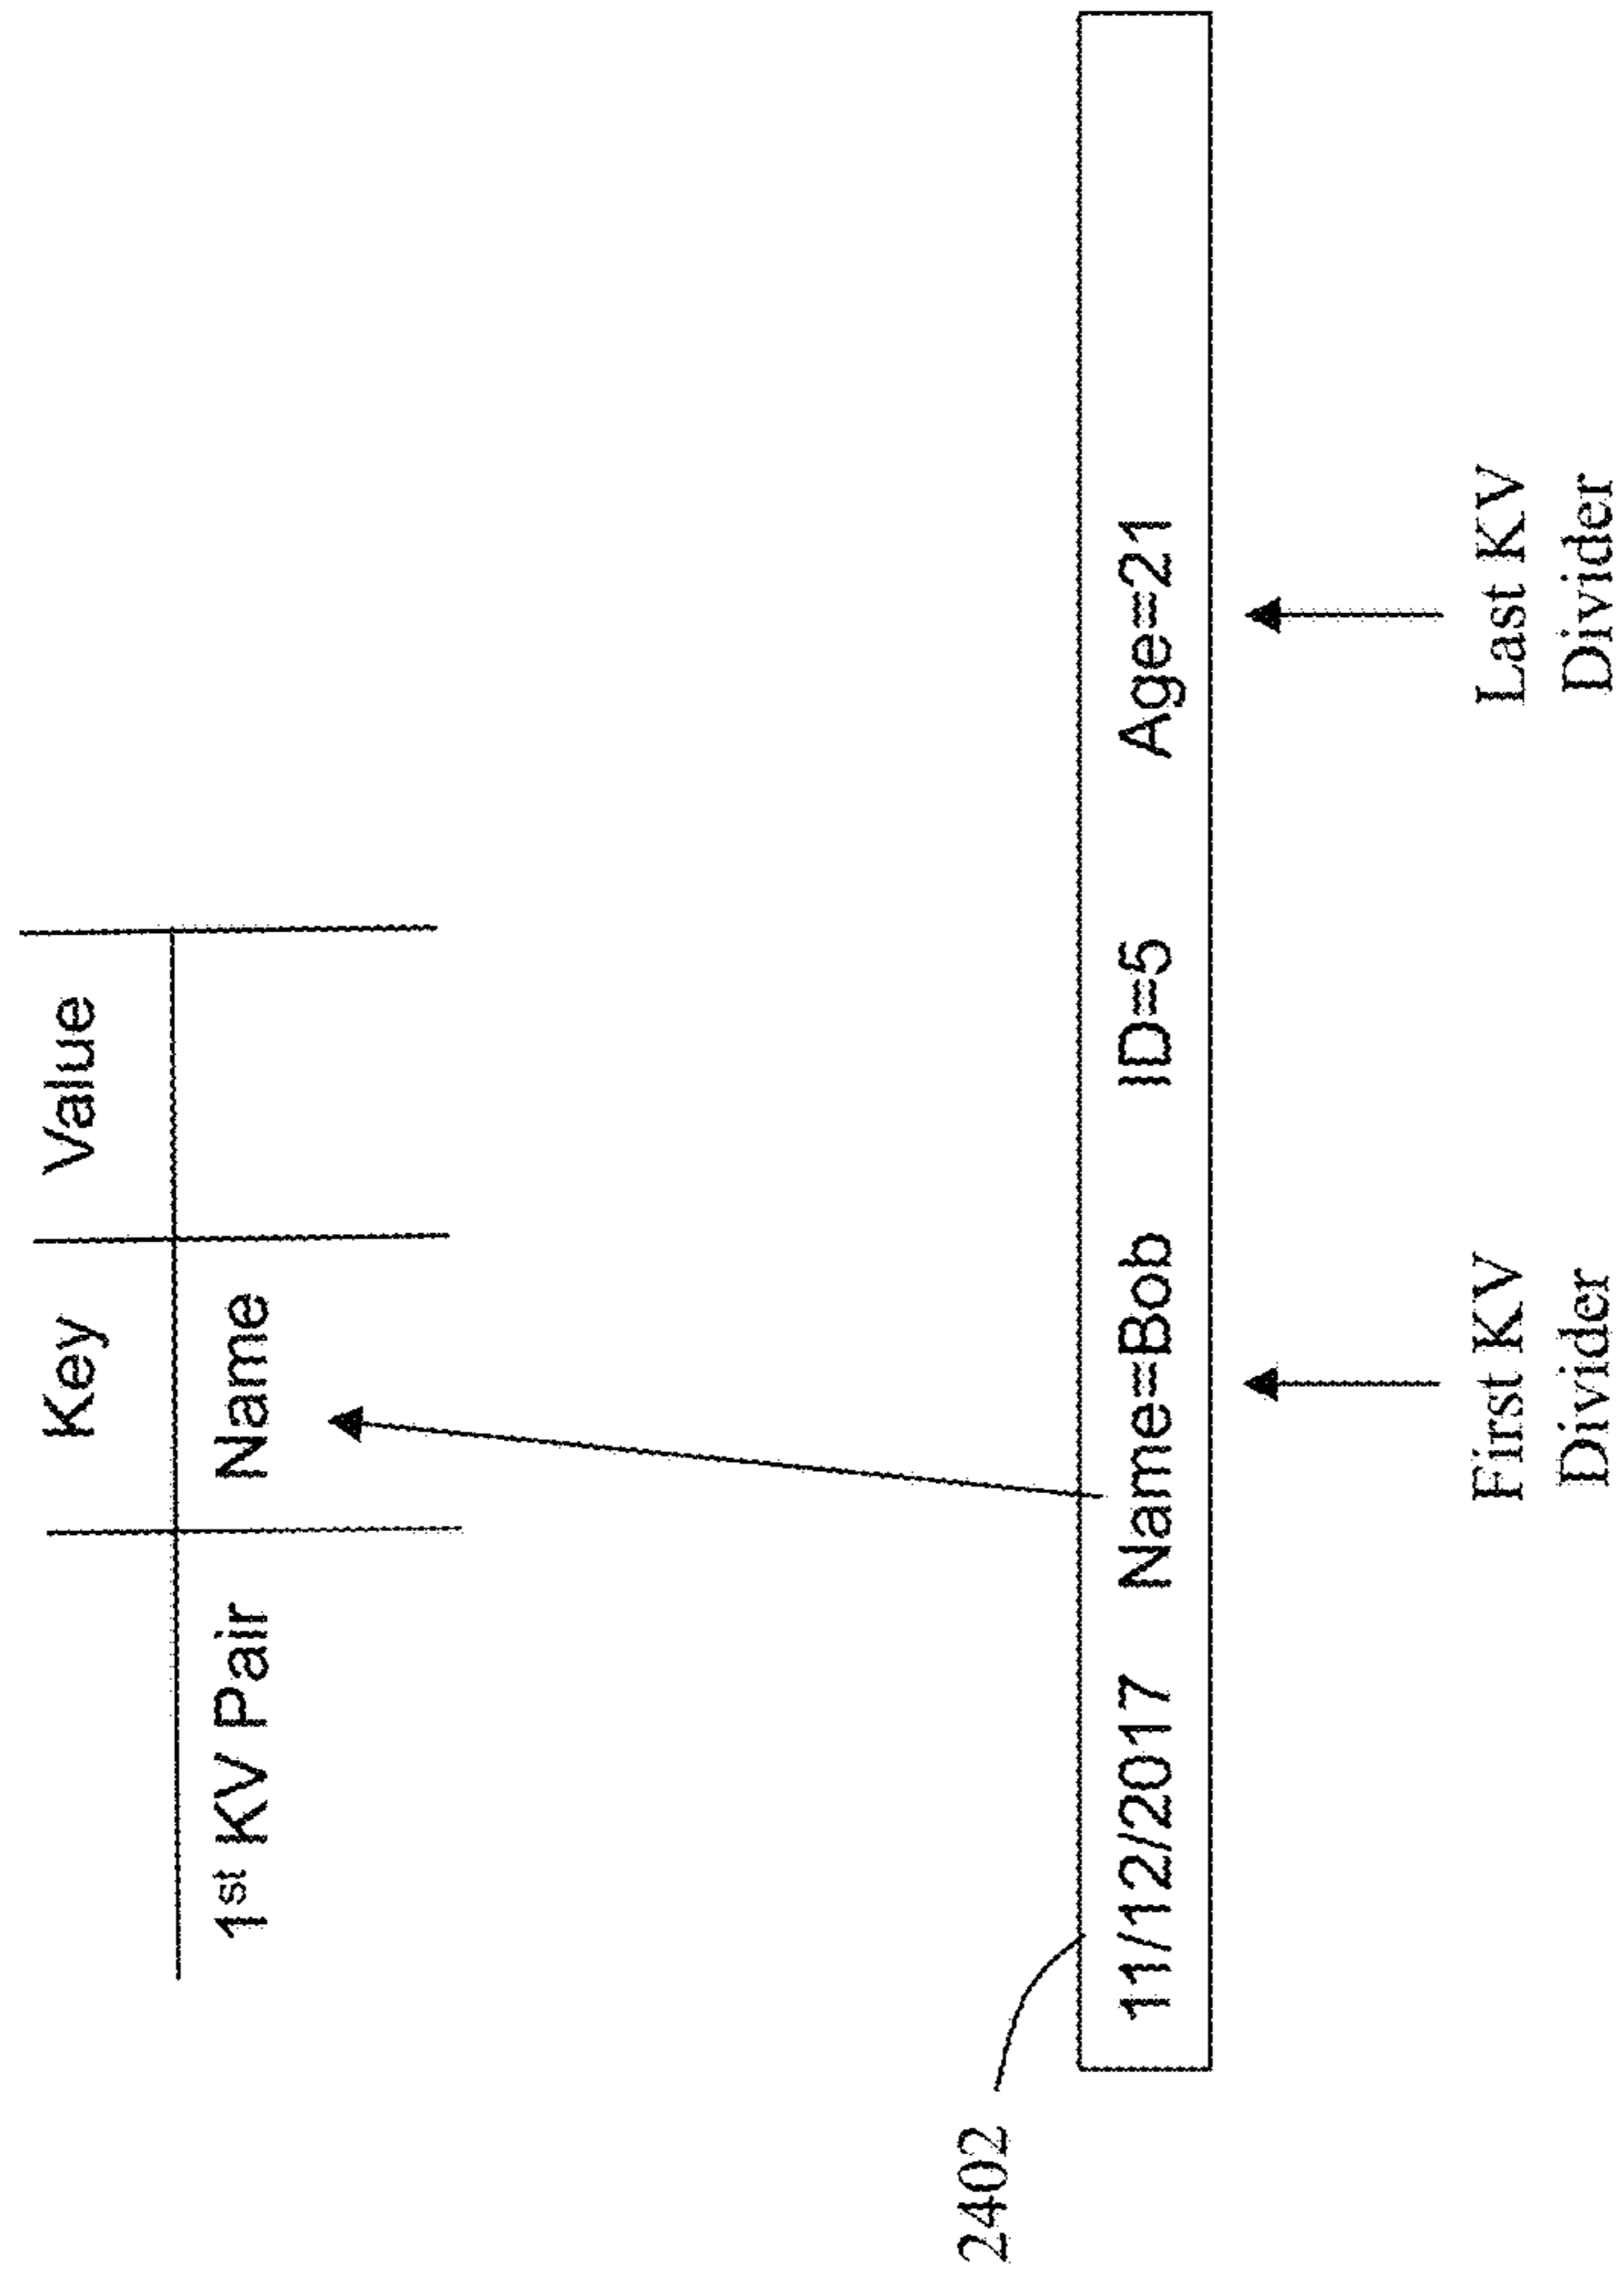 Key Value
1st KV Pair Name
2402
11/12/2017 Name=Bob ID=5 Age=21
First KV Divider
Last KV Divider